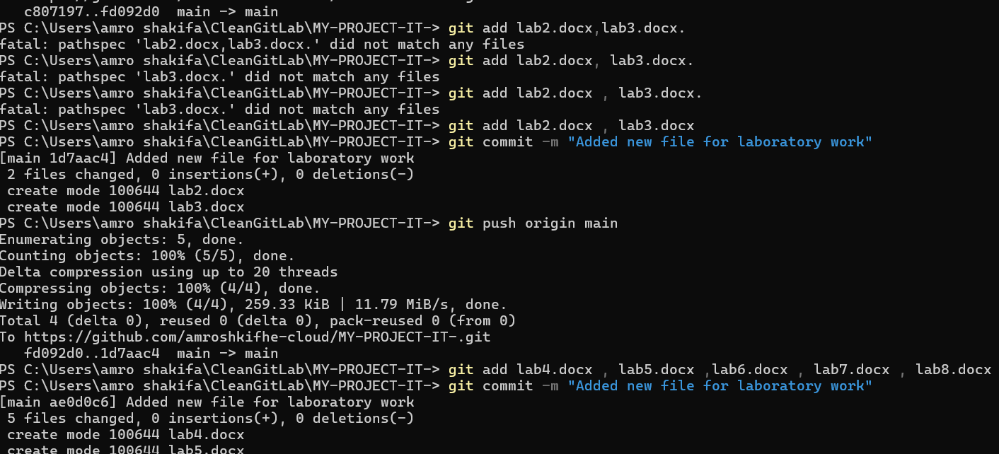 c807197..fd092d0  main -> main
PS C:\Users\amro shakifa\CleanGitLab\MY-PROJECT-IT-> git add lab2.docx,lab3.docx.
fatal: pathspec 'lab2.docx,lab3.docx.' did not match any files
PS C:\Users\amro shakifa\CleanGitLab\MY-PROJECT-IT-> git add lab2.docx, lab3.docx.
fatal: pathspec 'lab3.docx.' did not match any files
PS C:\Users\amro shakifa\CleanGitLab\MY-PROJECT-IT-> git add lab2.docx , lab3.docx.
fatal: pathspec 'lab3.docx.' did not match any files
PS C:\Users\amro shakifa\CleanGitLab\MY-PROJECT-IT-> git add lab2.docx , lab3.docx
PS C:\Users\amro shakifa\CleanGitLab\MY-PROJECT-IT-> git commit -m "Added new file for laboratory work"
[main 1d7aac4] Added new file for laboratory work
 2 files changed, 0 insertions(+), 0 deletions(-)
 create mode 100644 lab2.docx
 create mode 100644 lab3.docx
PS C:\Users\amro shakifa\CleanGitLab\MY-PROJECT-IT-> git push origin main
Enumerating objects: 5, done.
Counting objects: 100% (5/5), done.
Delta compression using up to 20 threads
Compressing objects: 100% (4/4), done.
Writing objects: 100% (4/4), 259.33 KiB | 11.79 MiB/s, done.
Total 4 (delta 0), reused 0 (delta 0), pack-reused 0 (from 0)
To https://github.com/amroshkifhe-cloud/MY-PROJECT-IT-.git
   fd092d0..1d7aac4  main -> main
PS C:\Users\amro shakifa\CleanGitLab\MY-PROJECT-IT-> git add lab4.docx , lab5.docx ,lab6.docx , lab7.docx , lab8.docx
PS C:\Users\amro shakifa\CleanGitLab\MY-PROJECT-IT-> git commit -m "Added new file for laboratory work"
[main ae0d0c6] Added new file for laboratory work
 5 files changed, 0 insertions(+), 0 deletions(-)
 create mode 100644 lab4.docx
 create mode 100644 lab5.docx